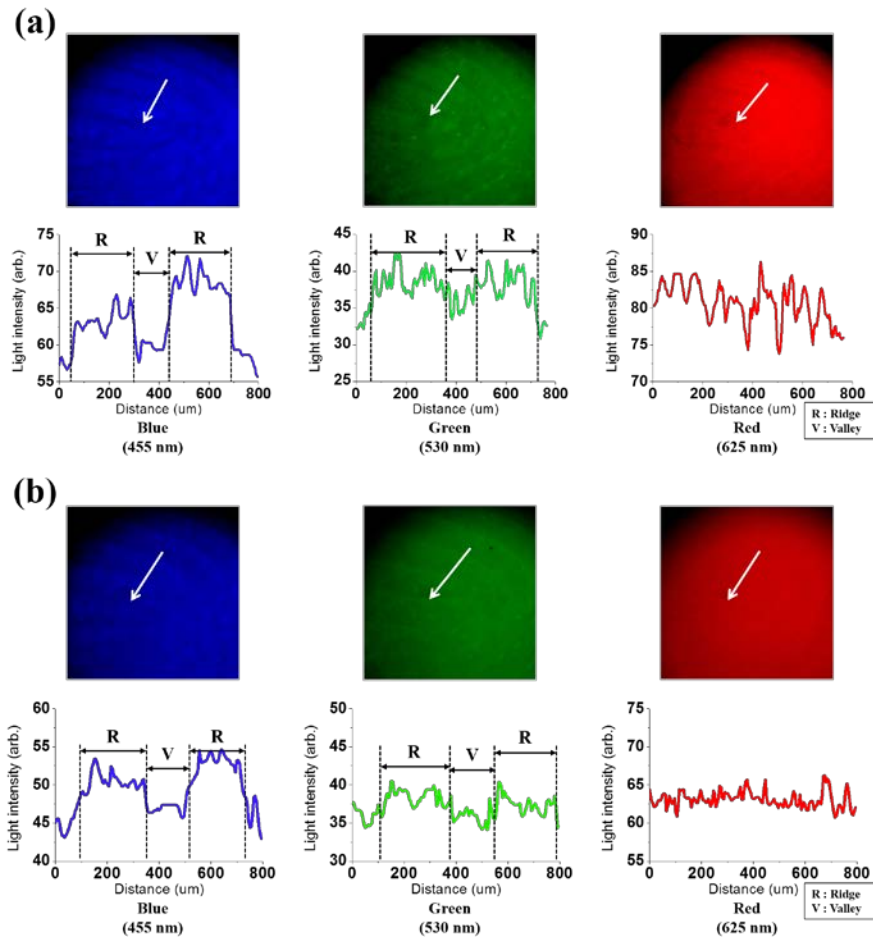 (a)
R
V
R
75
70
65
60
55
0 200 400 600 800
Light intensity (arb.)
Distance (um)
Blue
(455 nm)
R
V
R
45
40
35
30
25
0 200 400 600 800
Light intensity (arb.)
Distance (um)
Green
(530 nm)
90
85
80
75
70
0 200 400 600 800
Light intensity (arb.)
Distance (um)
Red
(625 nm)
R : Ridge
V : Valley
(b)
R
V
R
60
55
50
45
40
0 200 400 600 800
Light intensity (arb.)
Distance (um)
Blue
(455 nm)
R
V
R
50
45
40
35
30
0 200 400 600 800
Light intensity (arb.)
Distance (um)
Green
(530 nm)
75
70
65
60
55
0 200 400 600 800
Light intensity (arb.)
Distance (um)
Red
(625 nm)
R : Ridge
V : Valley